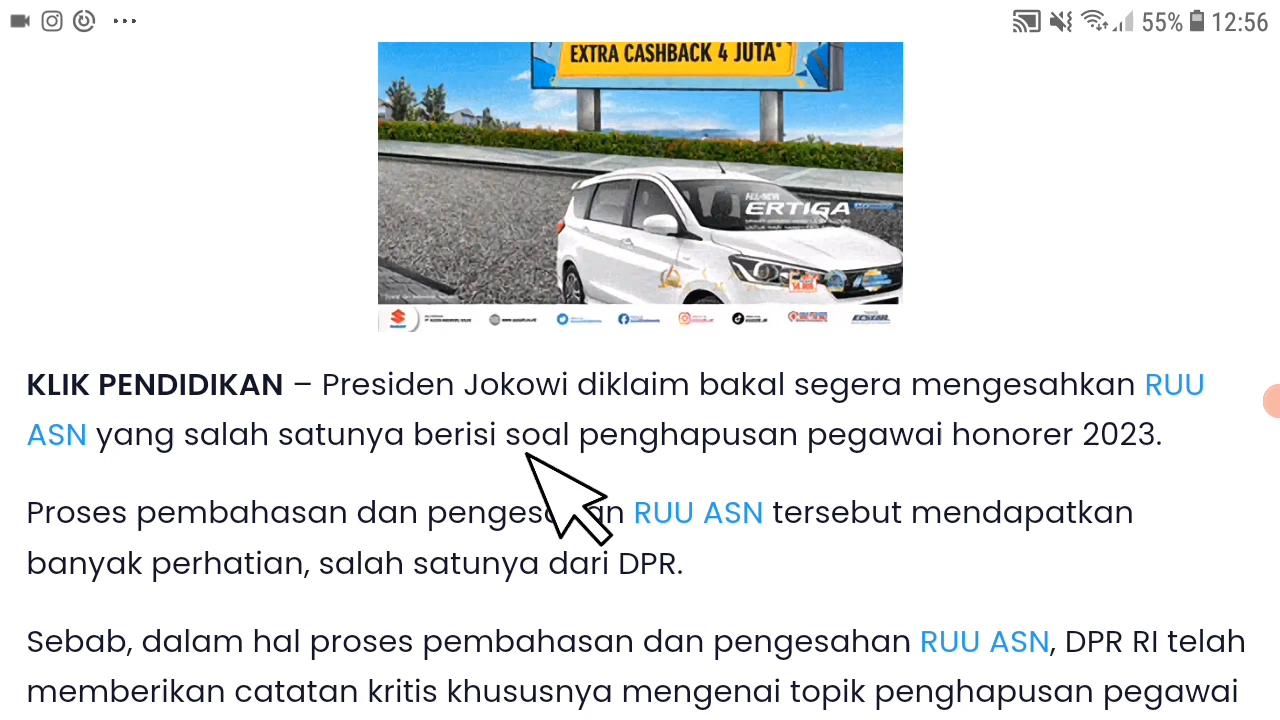 55% 12:56
EXTRA CASHBACK 4 JUTA*
ALL-NEW
ERTIGA
KLIK PENDIDIKAN – Presiden Jokowi diklaim bakal segera mengesahkan RUU
ASN yang salah satunya berisi soal penghapusan pegawai honorer 2023.
Proses pembahasan dan pengesahan RUU ASN tersebut mendapatkan
banyak perhatian, salah satunya dari DPR.
Sebab, dalam hal proses pembahasan dan pengesahan RUU ASN, DPR RI telah
memberikan catatan kritis khususnya mengenai topik penghapusan pegawai